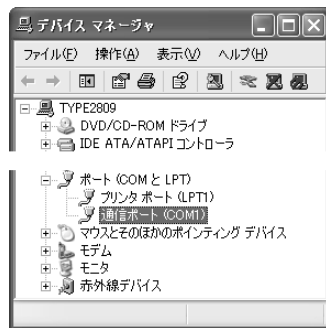 デバイス マネージャ
ファイル(F) 操作(A) 表示(V) ヘルプ(H)
TYPE2809
DVD/CD-ROM ドライブ
IDE ATA/ATAPI コントローラ
ポート (COM と LPT)
プリンタ ポート (LPT1)
通信ポート (COM1)
マウスとそのほかのポインティング デバイス
モデム
モニタ
赤外線デバイス